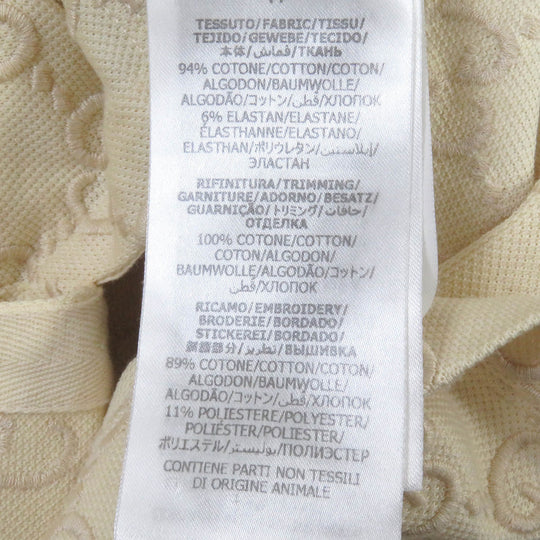 TESSUTO/FABRIC/TISSU/
TEJIDO/GEWEBE/TECIDO/
本体/قماش/ТКАНЬ
94% COTONE/COTTON/COTON/
ALGODON/BAUMWOLLE/
ALGODÃO/コットン/قطن/ХЛОПОК
6% ELASTAN/ELASTANE/
ÉLASTHANNE/ELASTANO/
ELASTHAN/ポリウレタン/إيلاستين/
ЭЛАСТАН
RIFINITURA/TRIMMING/
GARNITURE/ADORNO/BESATZ/
GUARNIÇÃO/トリミング/حافات/
ОТДЕЛКА
100% COTONE/COTTON/
COTON/ALGODON/
BAUMWOLLE/ALGODÃO/コットン/
قطن/ХЛОПОК
RICAMO/EMBROIDERY/
BRODERIE/BORDADO/
STICKEREI/BORDADO/
刺繍部分/تطريز/ВЫШИВКА
89% COTONE/COTTON/COTON/
ALGODON/BAUMWOLLE/
ALGODÃO/コットン/قطن/ХЛОПОК
11% POLIESTERE/POLYESTER/
POLIÉSTER/POLIESTER/
ポリエステル/بوليستر/ПОЛИЭСТЕР
CONTIENE PARTI NON TESSILI
DI ORIGINE ANIMALE